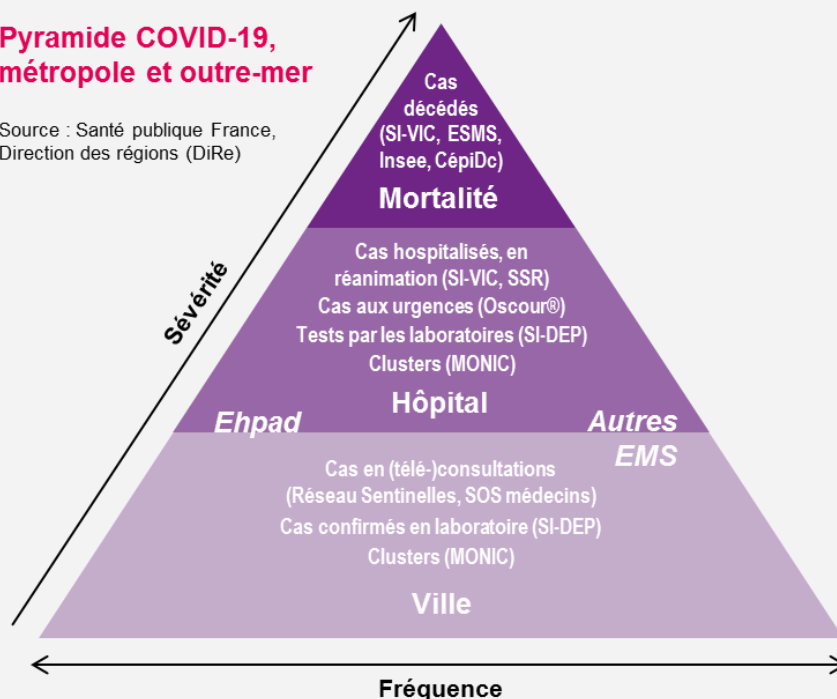 Pyramide COVID-19,
métropole et outre-mer
Source : Santé publique France,
Direction des régions (DiRe)
Sévérité
Cas
décédés
(SI-VIC, ESMS,
Insee, CépiDc)
Mortalité
Cas hospitalisés, en
réanimation (SI-VIC, SSR)
Cas aux urgences (Oscour®)
Tests par les laboratoires (SI-DEP)
Clusters (MONIC)
Hôpital
Ehpad
Autres
EMS
Cas en (télé-)consultations
(Réseau Sentinelles, SOS médecins)
Cas confirmés en laboratoire (SI-DEP)
Clusters (MONIC)
Ville
Fréquence